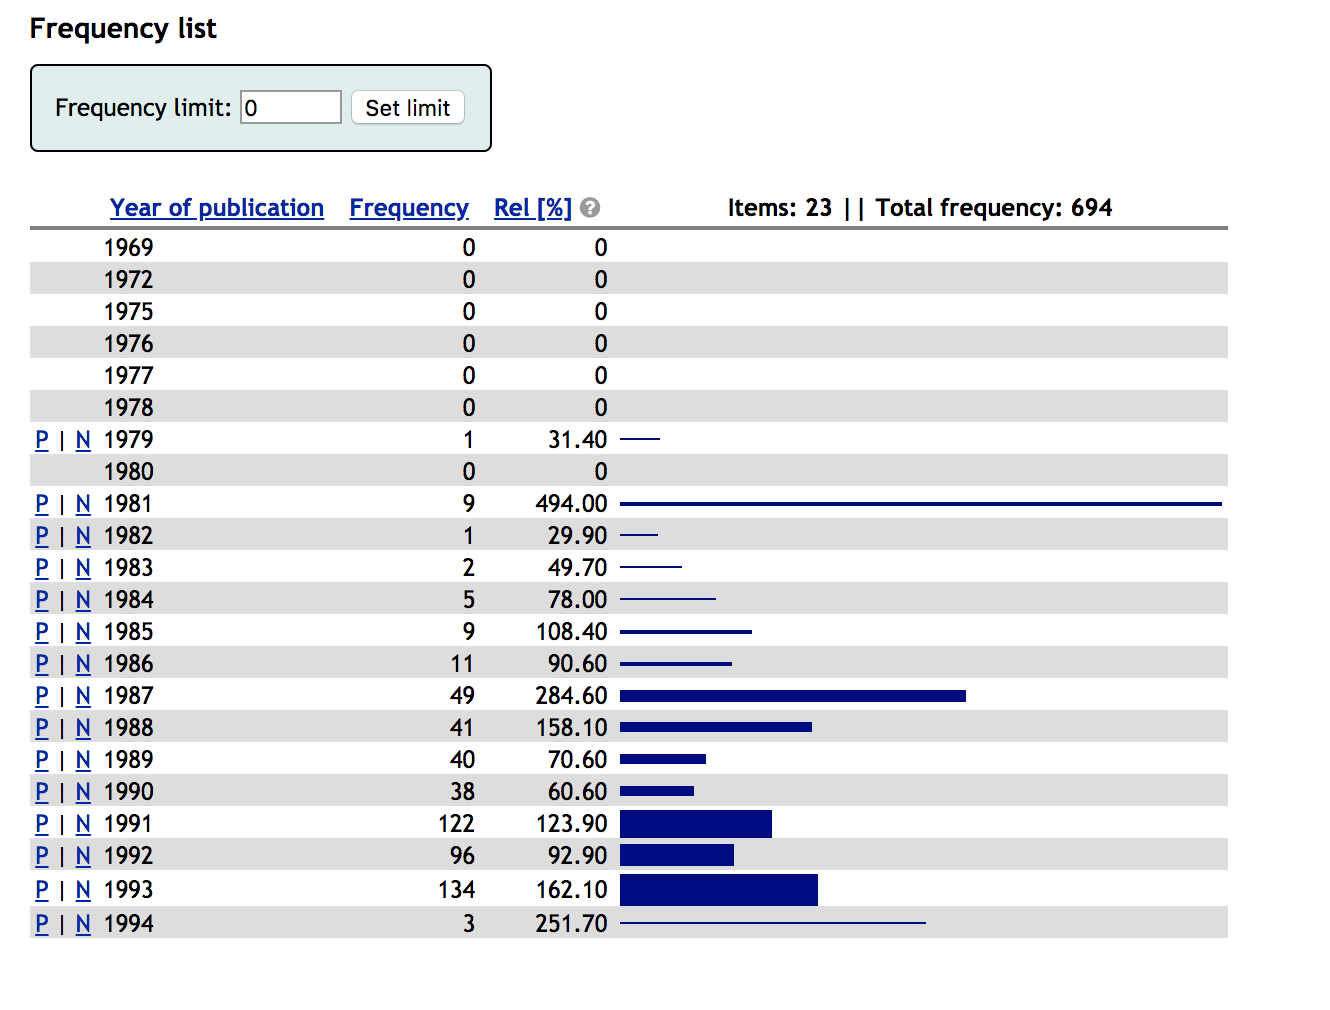 Frequency list
Frequency limit: 0 Set limit
Year of publication Frequency Rel [%] ? Items: 23 || Total frequency: 694
1969 0 0
1972 0 0
1975 0 0
1976 0 0
1977 0 0
1978 0 0
P | N 1979 1 31.40
1980 0 0
P | N 1981 9 494.00
P | N 1982 1 29.90
P | N 1983 2 49.70
P | N 1984 5 78.00
P | N 1985 9 108.40
P | N 1986 11 90.60
P | N 1987 49 284.60
P | N 1988 41 158.10
P | N 1989 40 70.60
P | N 1990 38 60.60
P | N 1991 122 123.90
P | N 1992 96 92.90
P | N 1993 134 162.10
P | N 1994 3 251.70